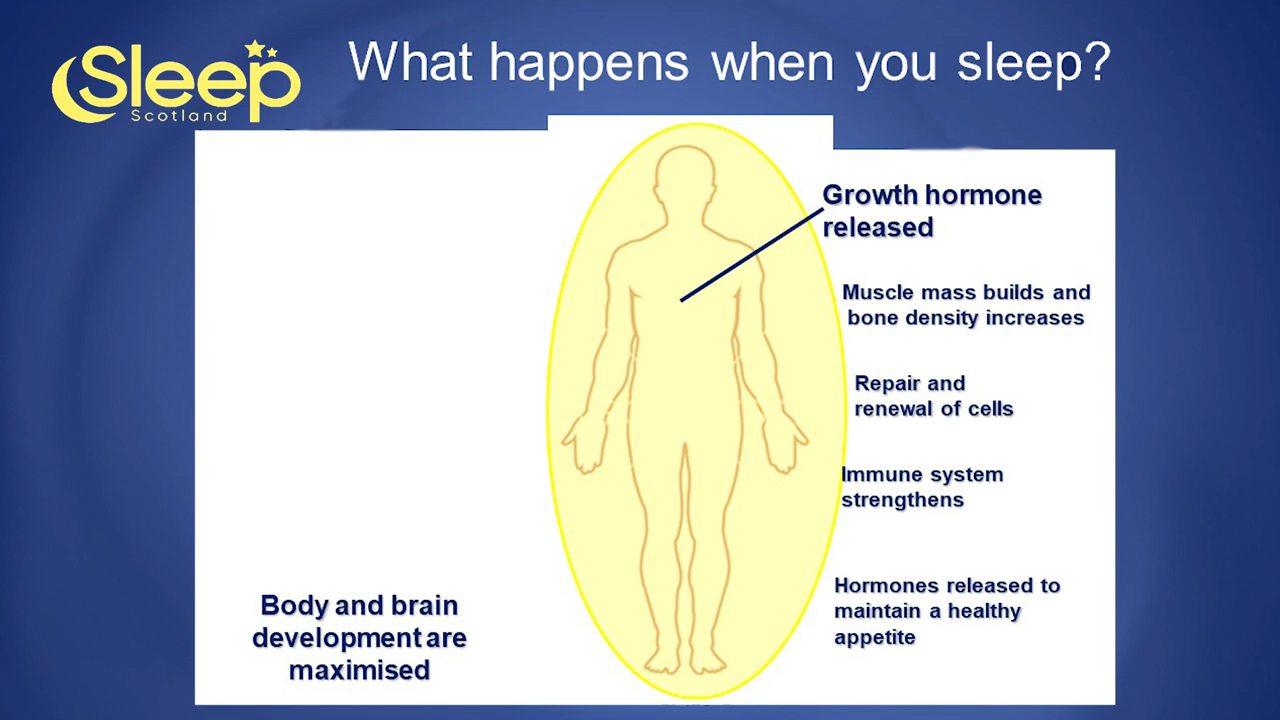 Sleep
Scotland
What happens when you sleep?
Growth hormone
released
Muscle mass builds and
bone density increases
Repair and
renewal of cells
Immune system
strengthens
Hormones released to
maintain a healthy
appetite
Body and brain
development are
maximised